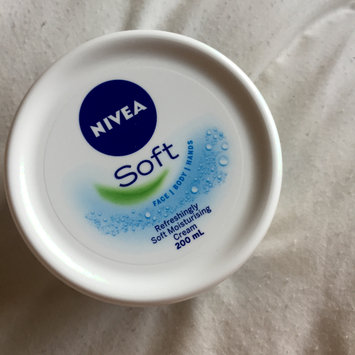 NIVEA
Soft
FACE | BODY | HANDS
Refreshingly
Soft Moisturising
Cream
200 mL